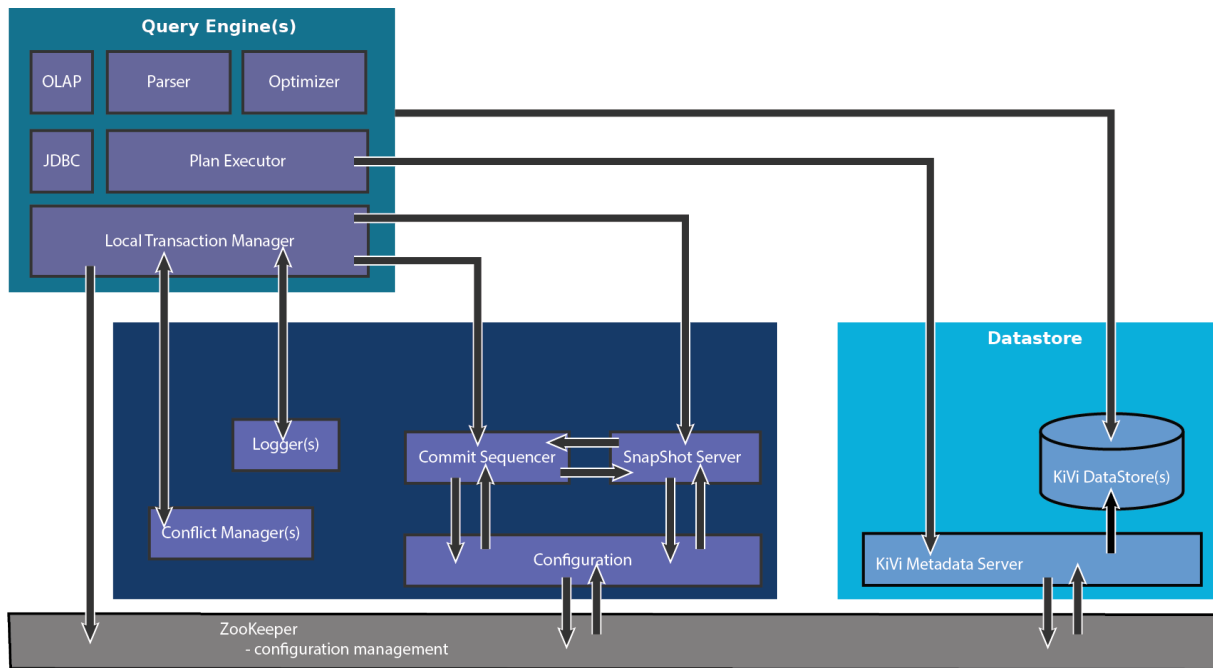 Query Engine(s)
OLAP
Parser
Optimizer
JDBC
Plan Executor
Local Transaction Manager
Datastore
Logger(s)
Commit Sequencer
SnapShot Server
KiVi DataStore(s)
Conflict Manager(s)
Configuration
KiVi Metadata Server
ZooKeeper
- configuration management